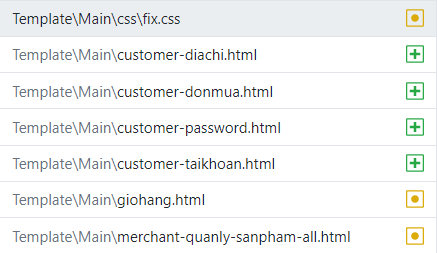 Template\Main\css\fix.css
Template\Main\customer-diachi.html
Template\Main\customer-donmua.html
Template\Main\customer-password.html
Template\Main\customer-taikhoan.html
Template\Main\giohang.html
Template\Main\merchant-quanly-sanpham-all.html